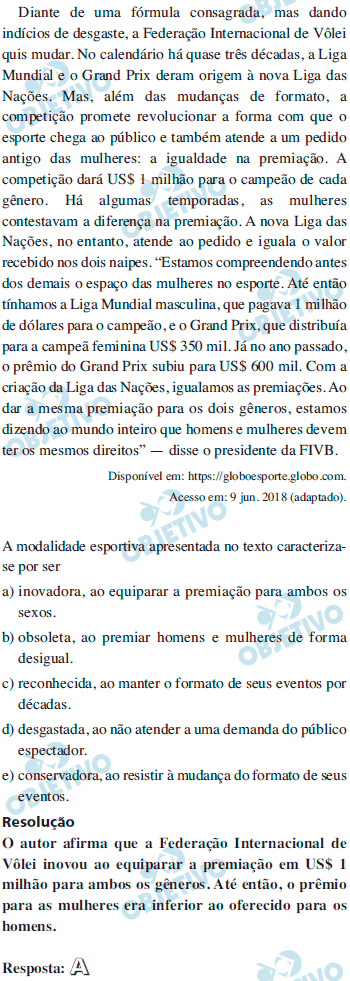 Diante de uma fórmula consagrada, mas dando
indícios de desgaste, a Federação Internacional de Vôlei
quis mudar. No calendário há quase três décadas, a Liga
Mundial e o Grand Prix deram origem à nova Liga das
Nações. Mas, além das mudanças de formato, a
competição promete revolucionar a forma com que o
esporte chega ao público e também atende a um pedido
antigo das mulheres: a igualdade na premiação. A
competição dará US$ 1 milhão para o campeão de cada
gênero. Há algumas temporadas, as mulheres
contestavam a diferença na premiação. A nova Liga das
Nações, no entanto, atende ao pedido e iguala o valor
recebido nos dois naipes. “Estamos compreendendo antes
dos demais o espaço das mulheres no esporte. Até então
tínhamos a Liga Mundial masculina, que pagava 1 milhão
de dólares para o campeão, e o Grand Prix, que distribuía
para a campeã feminina US$ 350 mil. Já no ano passado,
o prêmio do Grand Prix subiu para US$ 600 mil. Com a
criação da Liga das Nações, igualamos as premiações. Ao
dar a mesma premiação para os dois gêneros, estamos
dizendo ao mundo inteiro que homens e mulheres devem
ter os mesmos direitos” — disse o presidente da FIVB.
Disponível em: https://globoesporte.globo.com.
Acesso em: 9 jun. 2018 (adaptado).
A modalidade esportiva apresentada no texto caracteriza-
se por ser
a) inovadora, ao equiparar a premiação para ambos os
sexos.
b) obsoleta, ao premiar homens e mulheres de forma
desigual.
c) reconhecida, ao manter o formato de seus eventos por
décadas.
d) desgastada, ao não atender a uma demanda do público
espectador.
e) conservadora, ao resistir à mudança do formato de seus
eventos.
Resolução
O autor afirma que a Federação Internacional de
Vôlei inovou ao equiparar a premiação em US$ 1
milhão para ambos os gêneros. Até então, o prêmio
para as mulheres era inferior ao oferecido para os
homens.
Resposta: A
OBJETIVO
OBJETIVO
OBJETIVO
OBJETIVO
OBJETIVO
OBJETIVO
OBJETIVO
OBJETIVO
OBJETIVO
OBJETIVO